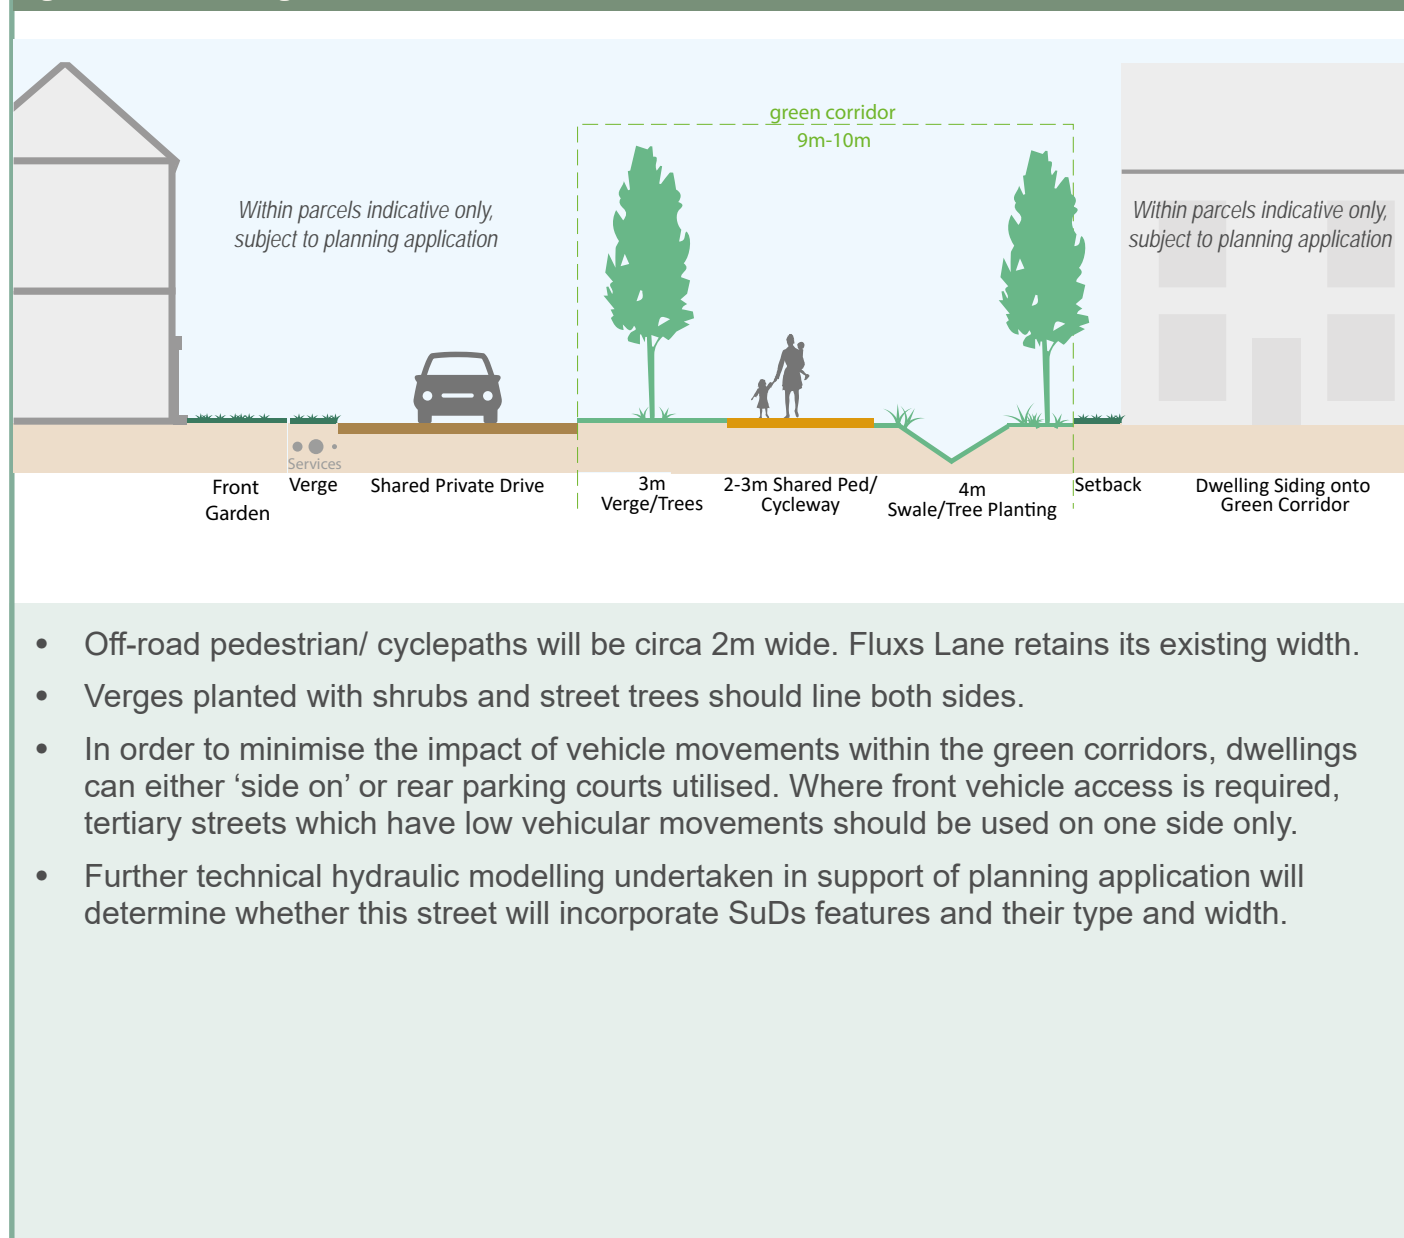 green corridor
9m-10m
Within parcels indicative only,
subject to planning application
Within parcels indicative only,
subject to planning application
Services
Front
Garden
Verge
Shared Private Drive
3m
Verge/Trees
2-3m Shared Ped/
Cycleway
4m
Swale/Tree Planting
Setback
Dwelling Siding onto
Green Corridor
• Off-road pedestrian/ cyclepaths will be circa 2m wide. Fluxs Lane retains its existing width.
• Verges planted with shrubs and street trees should line both sides.
• In order to minimise the impact of vehicle movements within the green corridors, dwellings
can either ‘side on’ or rear parking courts utilised. Where front vehicle access is required,
tertiary streets which have low vehicular movements should be used on one side only.
• Further technical hydraulic modelling undertaken in support of planning application will
determine whether this street will incorporate SuDs features and their type and width.